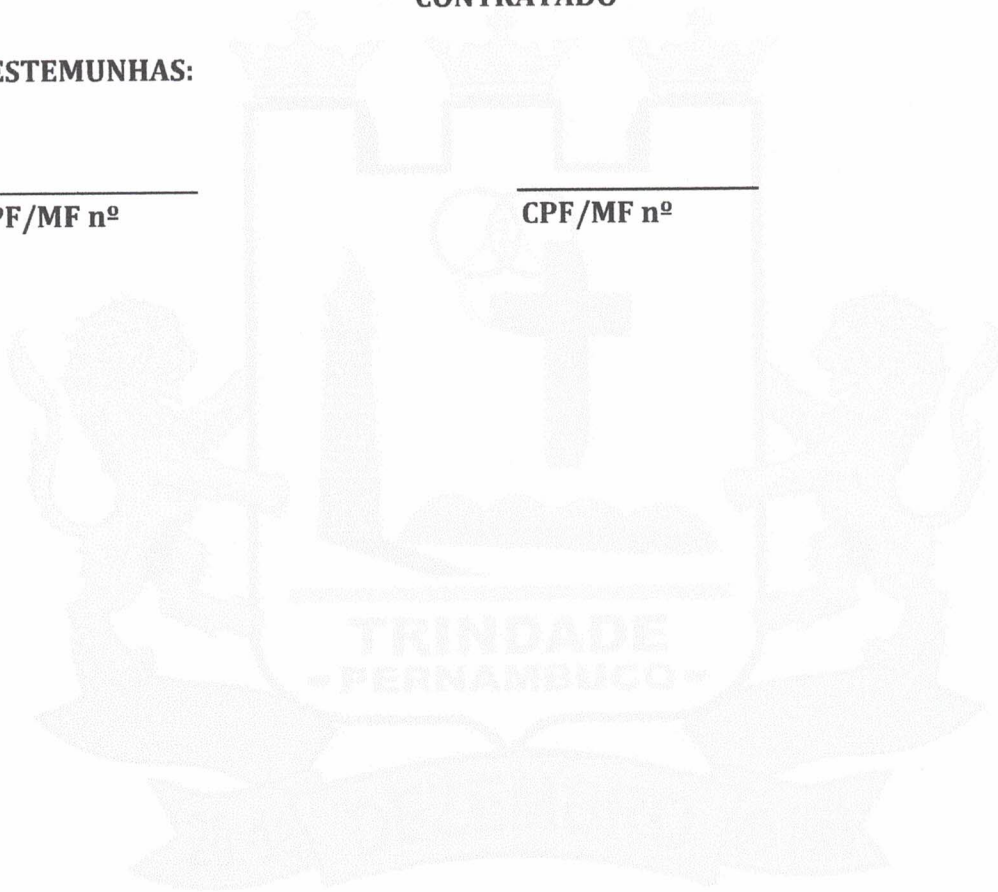 CONTRATADO
ESTEMUNHAS:
PF/MF nº
CPF/MF nº
TRINDADE
- PERNAMBUCO -